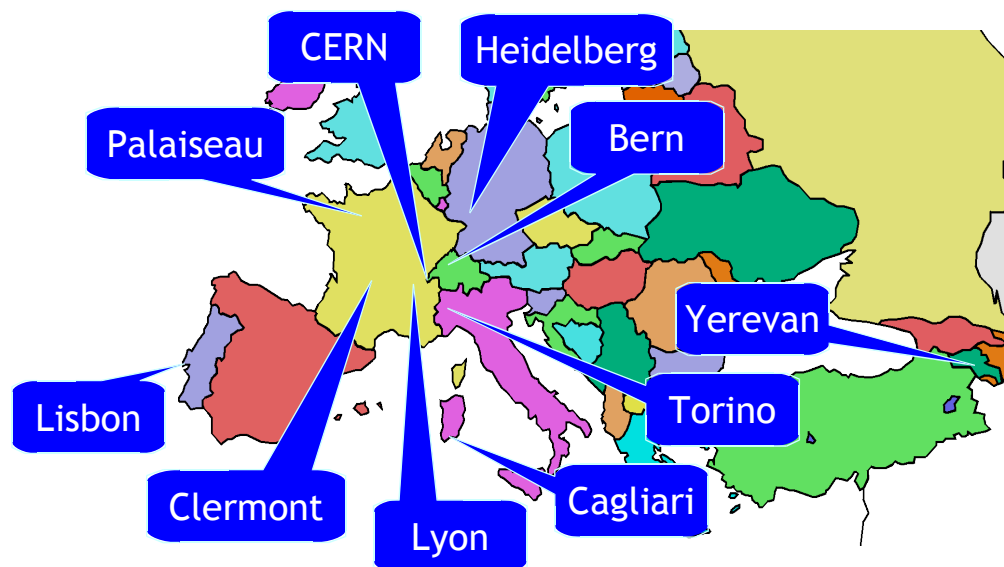 CERN
Heidelberg
Palaiseau
Bern
Yerevan
Lisbon
Torino
Clermont
Cagliari
Lyon